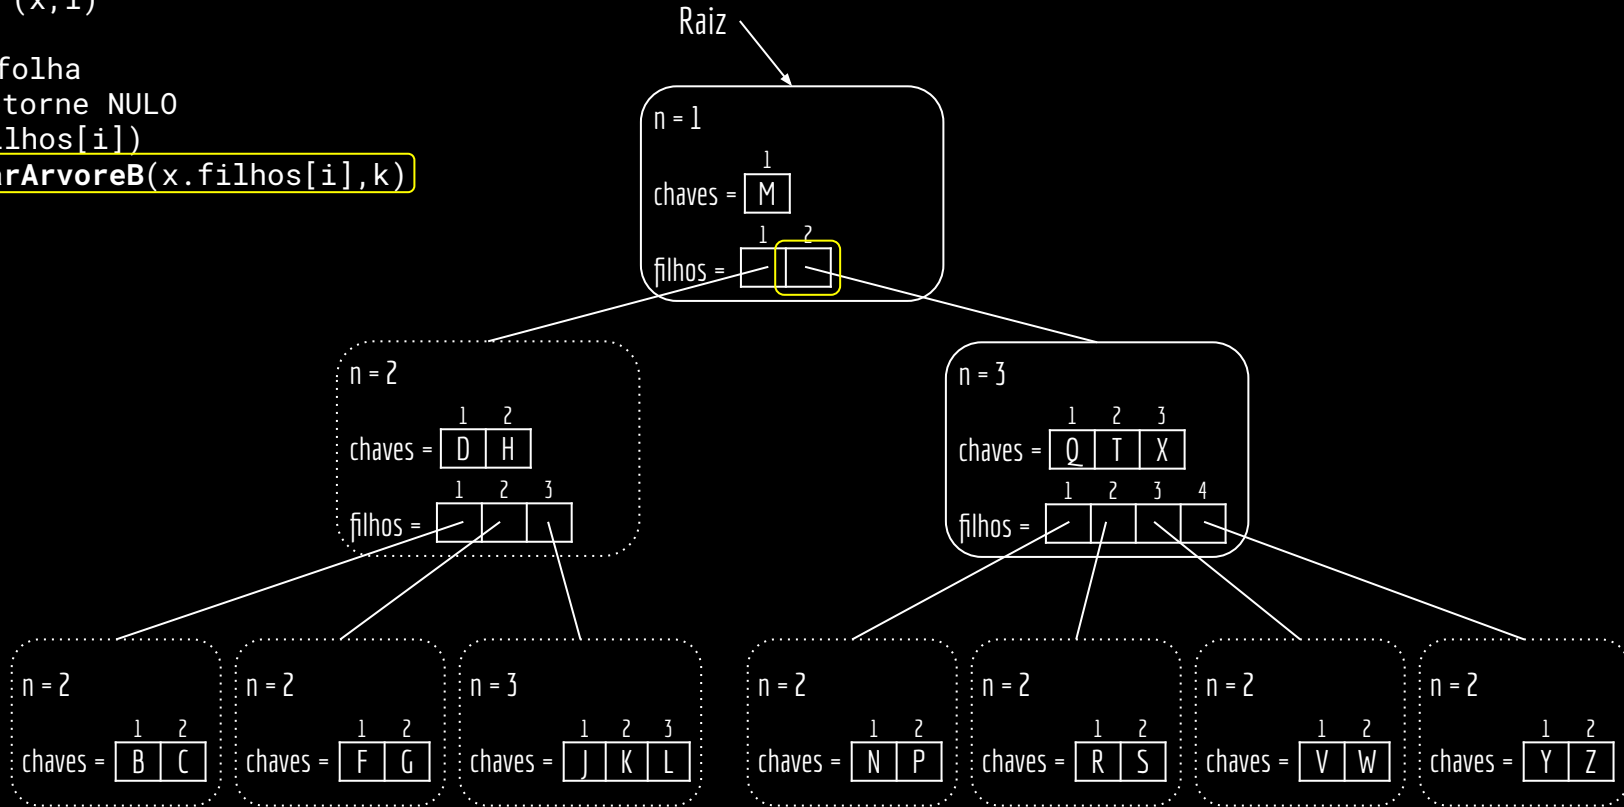 (x,i)
folha
torne NULO
lhos[i])
arArvoreB(x.filhos[i],k)
Raiz
n = 1
1
chaves = M
1 2
filhos =
n = 2
1 2
chaves = D H
1 2 3
filhos =
n = 3
1 2 3
chaves = Q T X
1 2 3 4
filhos =
n = 2
1 2
chaves = B C
n = 2
1 2
chaves = F G
n = 3
1 2 3
chaves = J K L
n = 2
1 2
chaves = N P
n = 2
1 2
chaves = R S
n = 2
1 2
chaves = V W
n = 2
1 2
chaves = Y Z